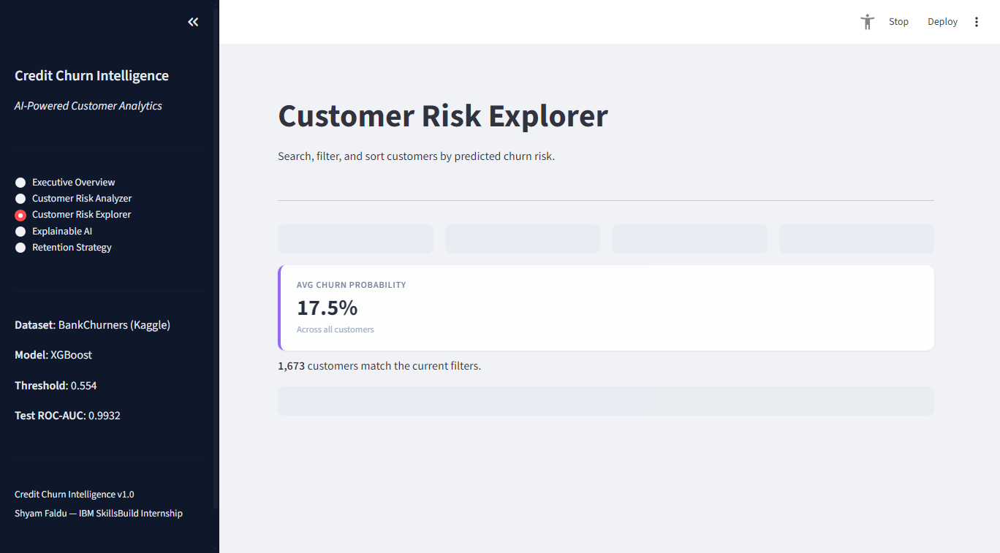 Credit Churn Intelligence
AI-Powered Customer Analytics
Executive Overview
Customer Risk Analyzer
Customer Risk Explorer
Explainable AI
Retention Strategy
Dataset: BankChurners (Kaggle)
Model: XGBoost
Threshold: 0.554
Test ROC-AUC: 0.9932
Credit Churn Intelligence v1.0
Shyam Faldu — IBM SkillsBuild Internship
Stop
Deploy
Customer Risk Explorer
Search, filter, and sort customers by predicted churn risk.
AVG CHURN PROBABILITY
17.5%
Across all customers
1,673 customers match the current filters.